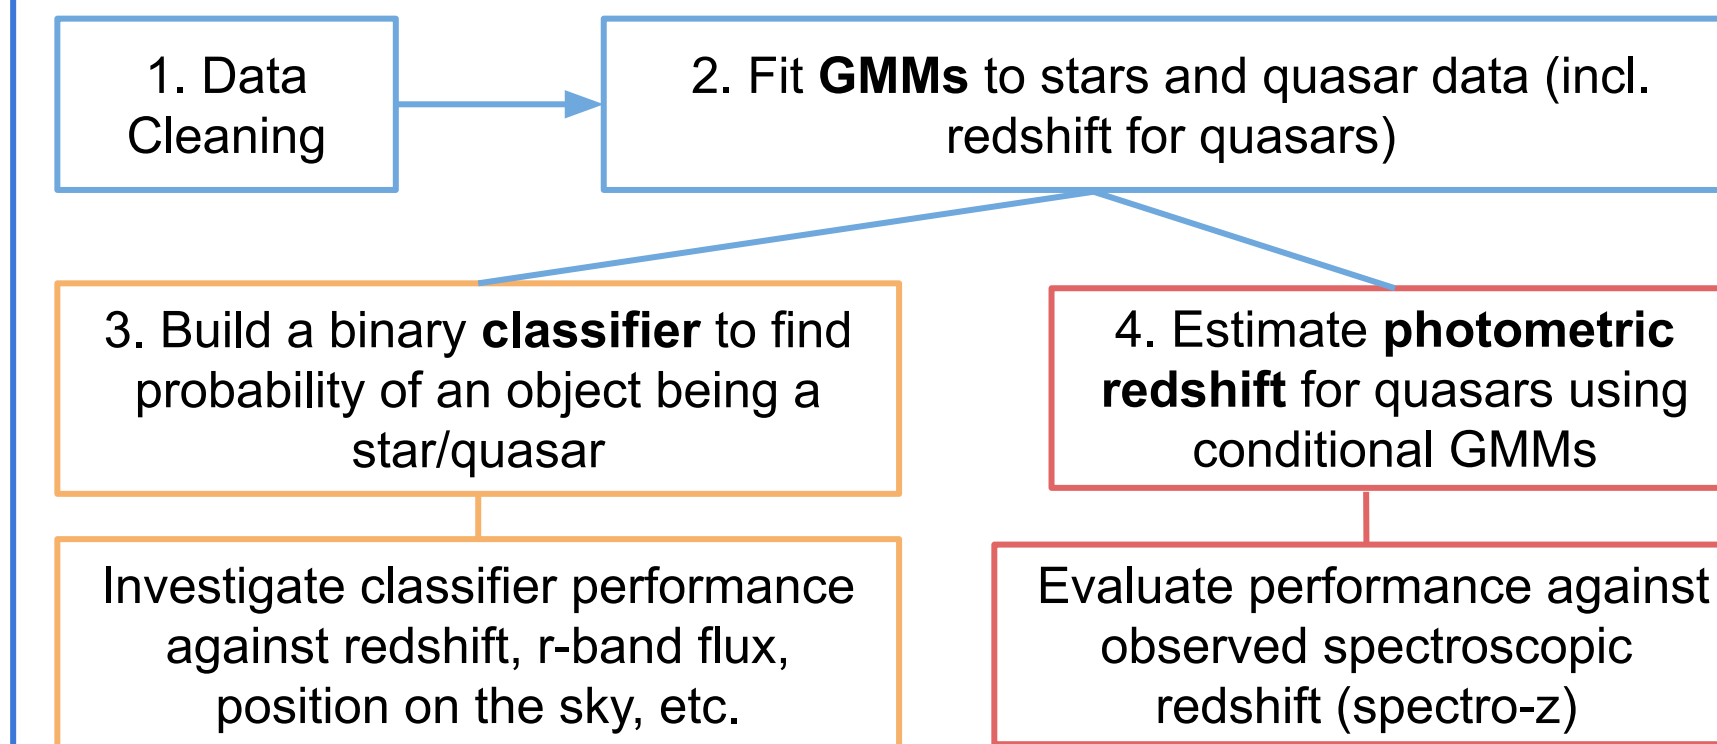 1. Data
Cleaning
2. Fit GMMs to stars and quasar data (incl.
redshift for quasars)
3. Build a binary classifier to find
probability of an object being a
star/quasar
4. Estimate photometric
redshift for quasars using
conditional GMMs
Investigate classifier performance
against redshift, r-band flux,
position on the sky, etc.
Evaluate performance against
observed spectroscopic
redshift (spectro-z)